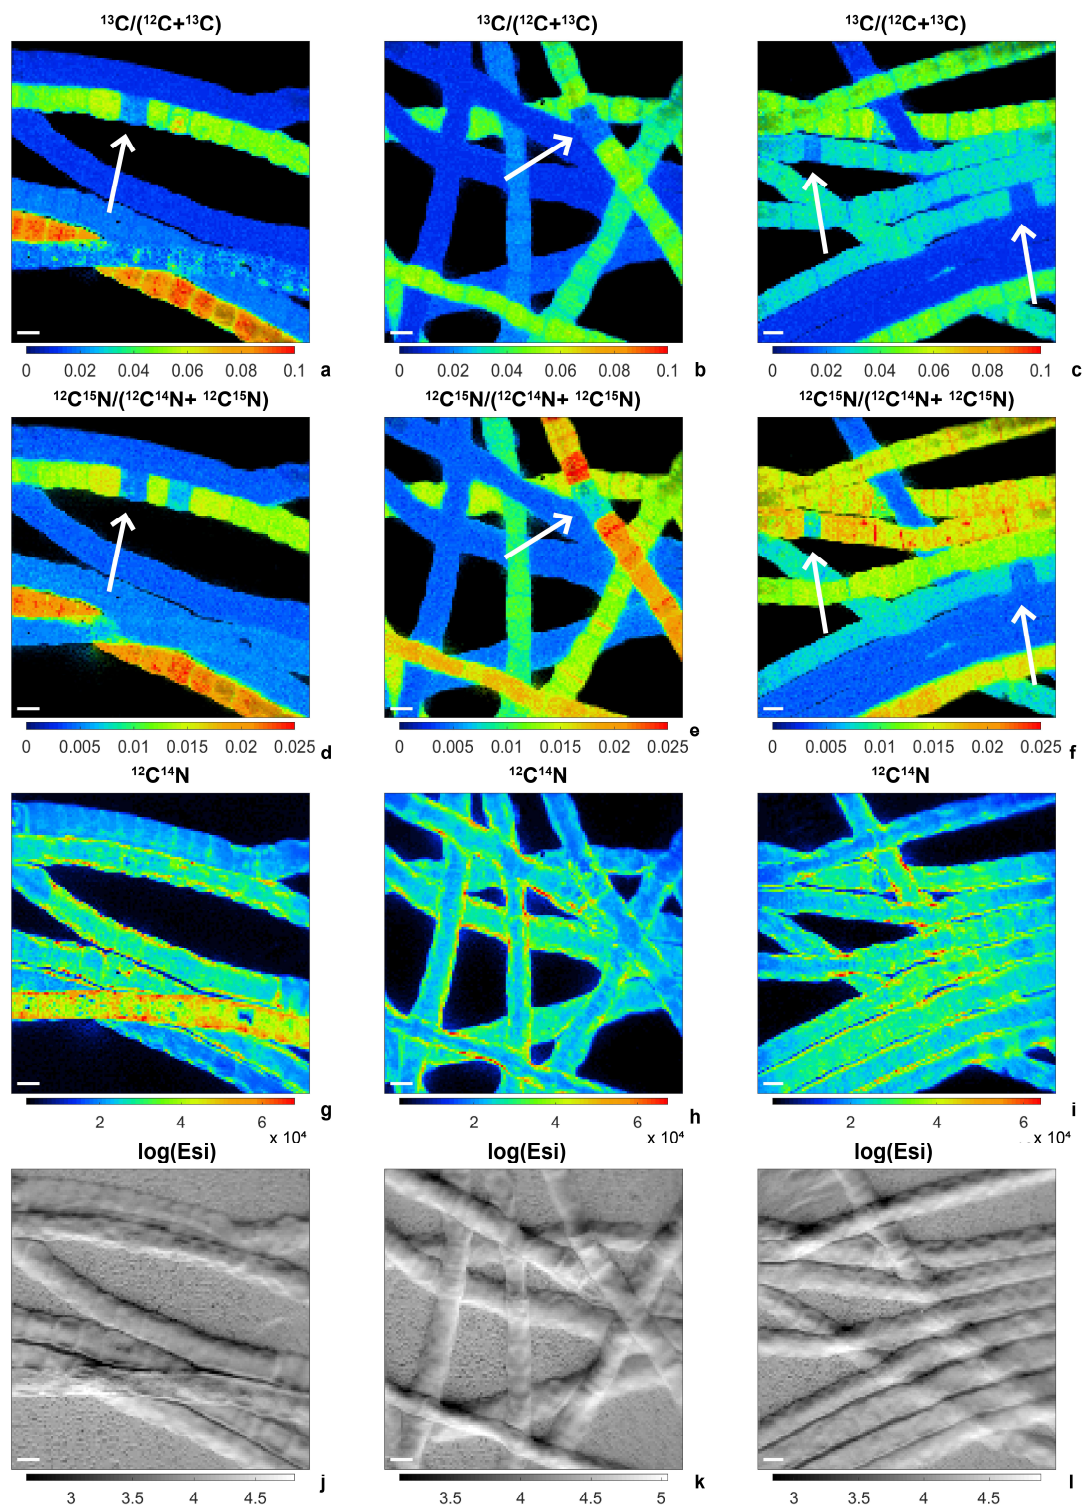 ¹³C/(¹²C+¹³C) ¹³C/(¹²C+¹³C) ¹³C/(¹²C+¹³C)
0 0.02 0.04 0.06 0.08 0.1 a 0 0.02 0.04 0.06 0.08 0.1 b 0 0.02 0.04 0.06 0.08 0.1 c
¹²C¹⁵N/(¹²C¹⁴N+ ¹²C¹⁵N) ¹²C¹⁵N/(¹²C¹⁴N+ ¹²C¹⁵N) ¹²C¹⁵N/(¹²C¹⁴N+ ¹²C¹⁵N)
0 0.005 0.01 0.015 0.02 0.025 d 0 0.005 0.01 0.015 0.02 0.025 e 0 0.005 0.01 0.015 0.02 0.025 f
¹²C¹⁴N ¹²C¹⁴N ¹²C¹⁴N
2 4 6 g 2 4 6 h 2 4 6 i
x 10⁴ x 10⁴ x 10⁴
log(Esi) log(Esi) log(Esi)
3 3.5 4 4.5 j 3.5 4 4.5 5 k 3 3.5 4 4.5 l